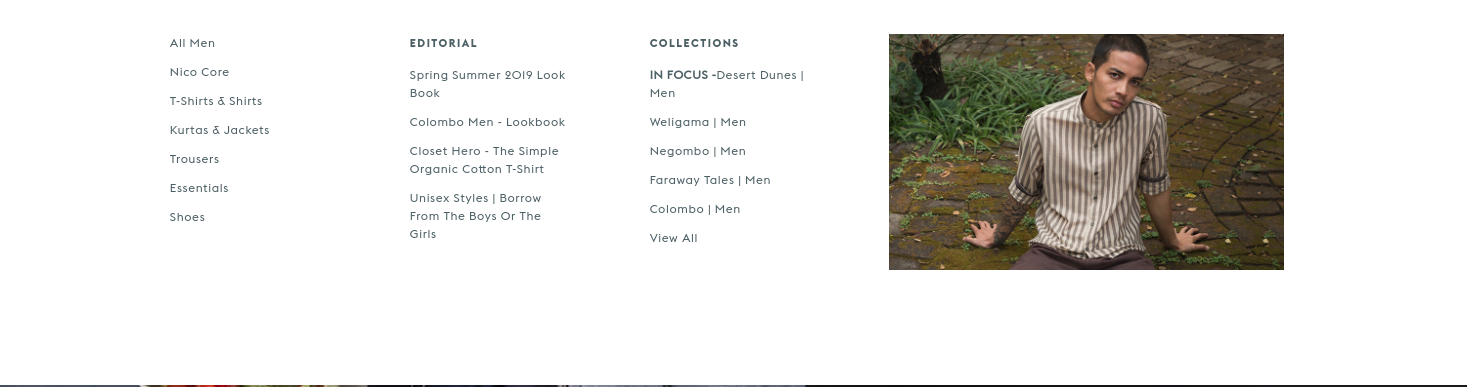 All Men
Nico Core
T-Shirts & Shirts
Kurtas & Jackets
Trousers
Essentials
Shoes
EDITORIAL
Spring Summer 2019 Look
Book
Colombo Men - Lookbook
Closet Hero - The Simple
Organic Cotton T-Shirt
Unisex Styles | Borrow
From The Boys Or The
Girls
COLLECTIONS
IN FOCUS -Desert Dunes |
Men
Weligama | Men
Negombo | Men
Faraway Tales | Men
Colombo | Men
View All